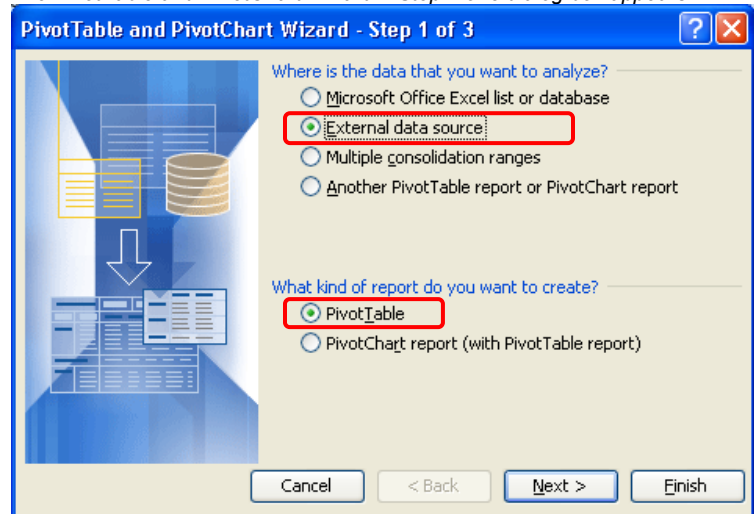 PivotTable and PivotChart Wizard - Step 1 of 3
Where is the data that you want to analyze?
Microsoft Office Excel list or database
External data source
Multiple consolidation ranges
Another PivotTable report or PivotChart report
What kind of report do you want to create?
PivotTable
PivotChart report (with PivotTable report)
Cancel
< Back
Next >
Finish